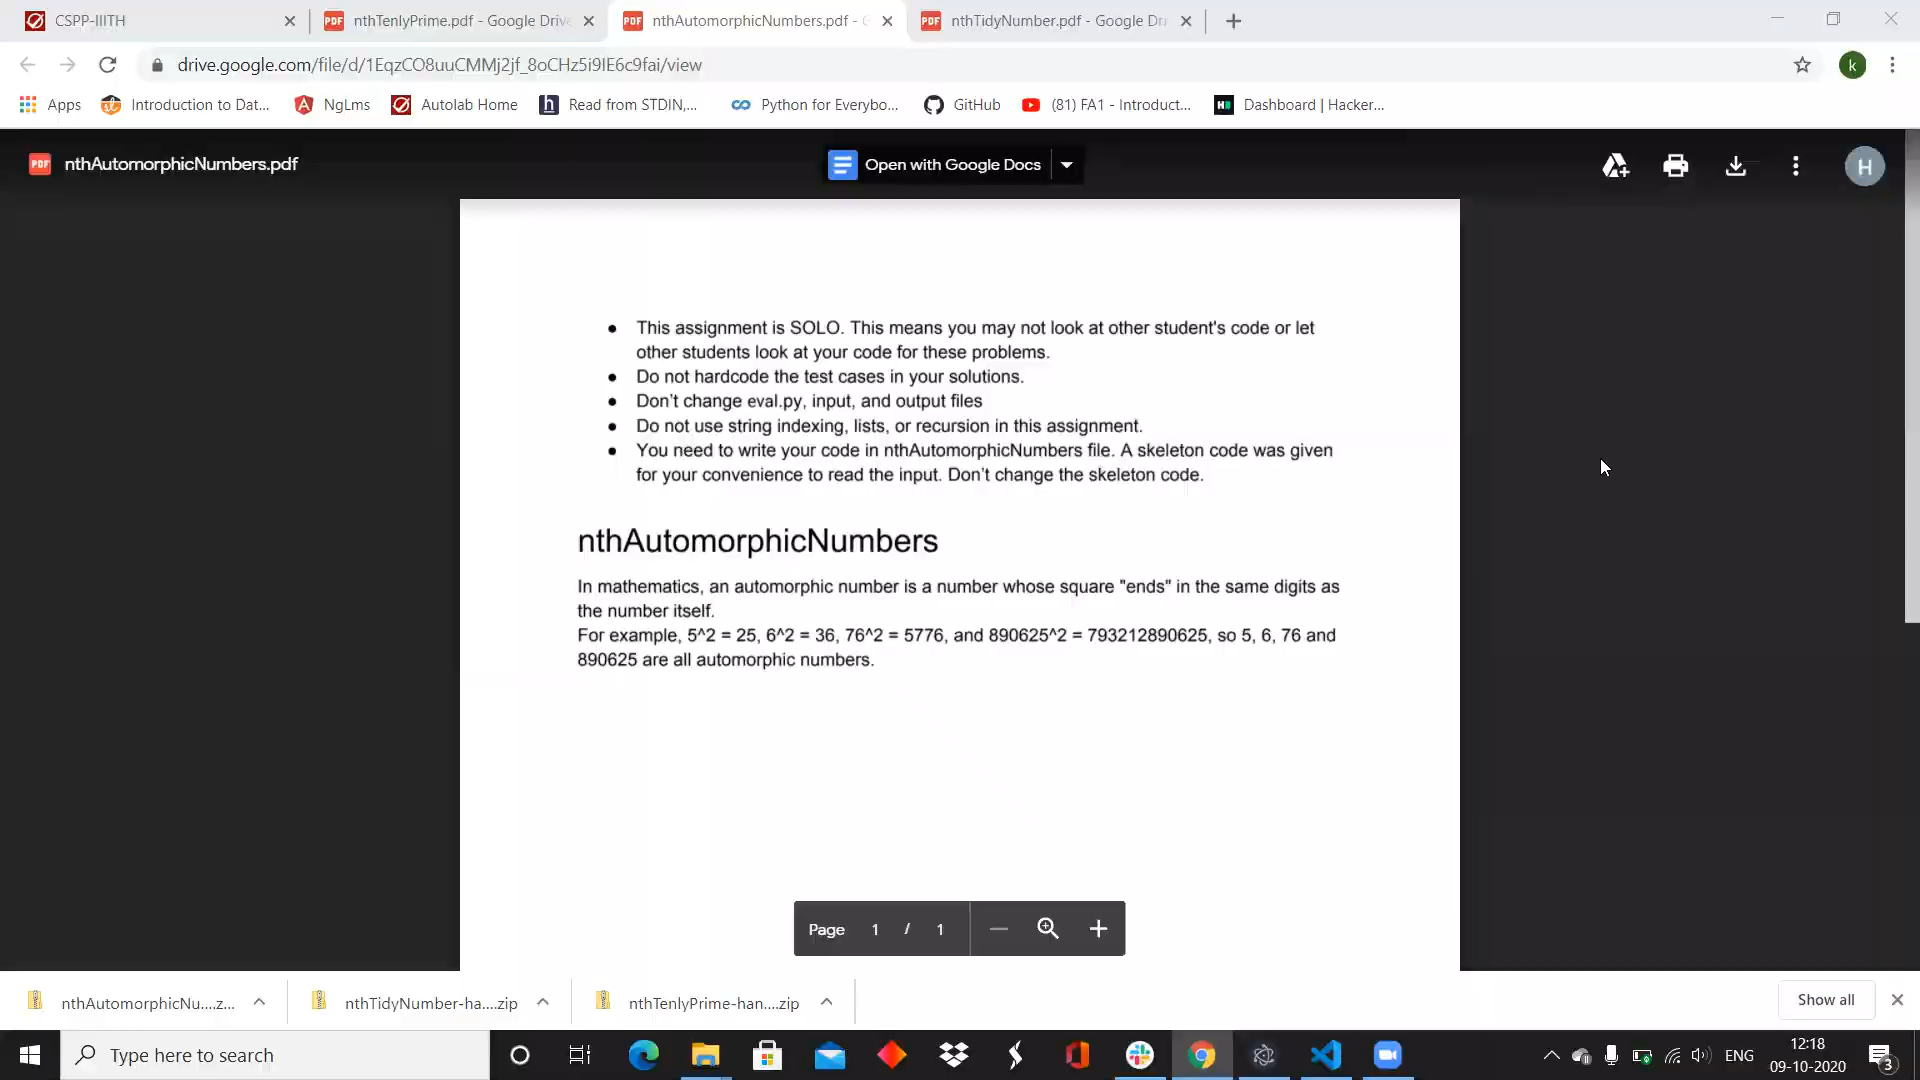 CSPP-IIITH
nthTenlyPrime.pdf - Google Drive
nthAutomorphicNumbers.pdf - G
nthTidyNumber.pdf - Google Dri
drive.google.com/file/d/1EqzCO8uuCMMj2jf_8oCHz5i9IE6c9fai/view
k
Apps
Introduction to Dat...
NgLms
Autolab Home
h
Read from STDIN,...
Python for Everybo...
GitHub
(81) FA1 - Introduct...
Dashboard | Hacker...
PDF
nthAutomorphicNumbers.pdf
Open with Google Docs
H
● This assignment is SOLO. This means you may not look at other student's code or let
other students look at your code for these problems.
● Do not hardcode the test cases in your solutions.
● Don't change eval.py, input, and output files
● Do not use string indexing, lists, or recursion in this assignment.
● You need to write your code in nthAutomorphicNumbers file. A skeleton code was given
for your convenience to read the input. Don't change the skeleton code.
nthAutomorphicNumbers
In mathematics, an automorphic number is a number whose square "ends" in the same digits as
the number itself.
For example, 5^2 = 25, 6^2 = 36, 76^2 = 5776, and 890625^2 = 793212890625, so 5, 6, 76 and
890625 are all automorphic numbers.
Page 1 / 1
nthAutomorphicNu....z...
nthTidyNumber-ha....zip
nthTenlyPrime-han....zip
Show all
Type here to search
ENG
12:18
09-10-2020
3